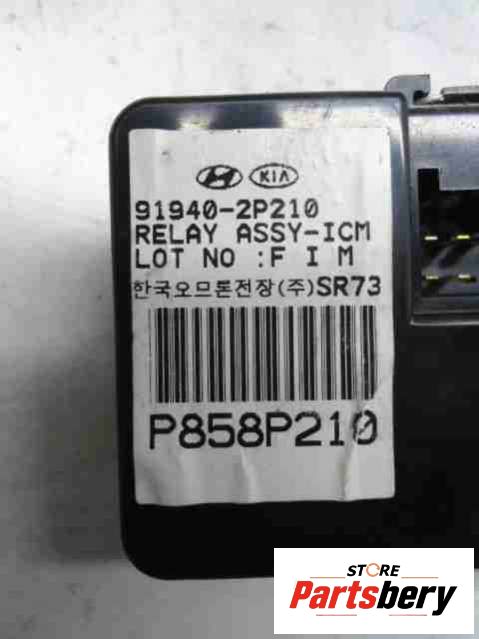 KIA
91940-2P210
RELAY ASSY-ICM
LOT NO :F I M
한국오므론전장(주)SR73
P858P210
STORE
Partsbery